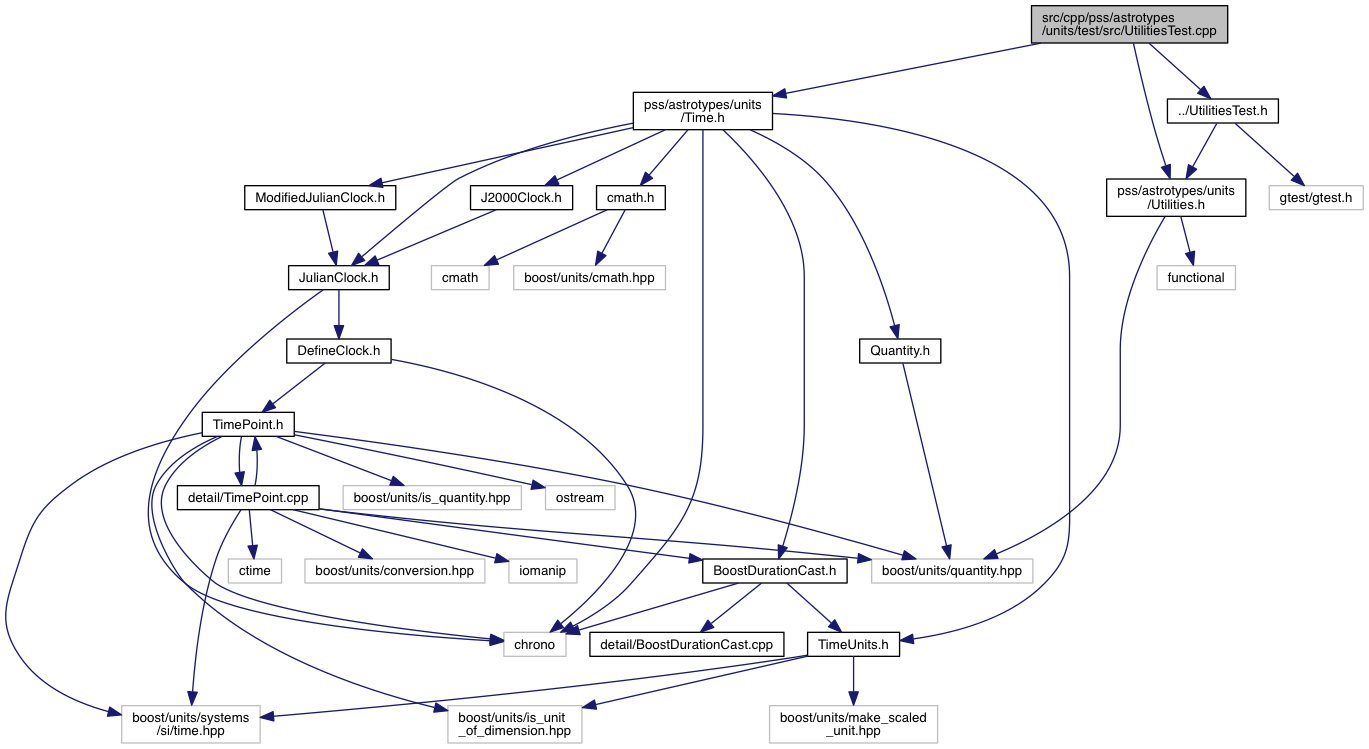 src/cpp/pss/astrotypes
/units/test/src/UtilitiesTest.cpp
pss/astrotypes/units
/Time.h
../UtilitiesTest.h
ModifiedJulianClock.h
J2000Clock.h
cmath.h
pss/astrotypes/units
/Utilities.h
gtest/gtest.h
JulianClock.h
cmath
boost/units/cmath.hpp
functional
DefineClock.h
Quantity.h
TimePoint.h
detail/TimePoint.cpp
boost/units/is_quantity.hpp
ostream
ctime
boost/units/conversion.hpp
iomanip
BoostDurationCast.h
boost/units/quantity.hpp
chrono
detail/BoostDurationCast.cpp
TimeUnits.h
boost/units/systems
/si/time.hpp
boost/units/is_unit
_of_dimension.hpp
boost/units/make_scaled
_unit.hpp